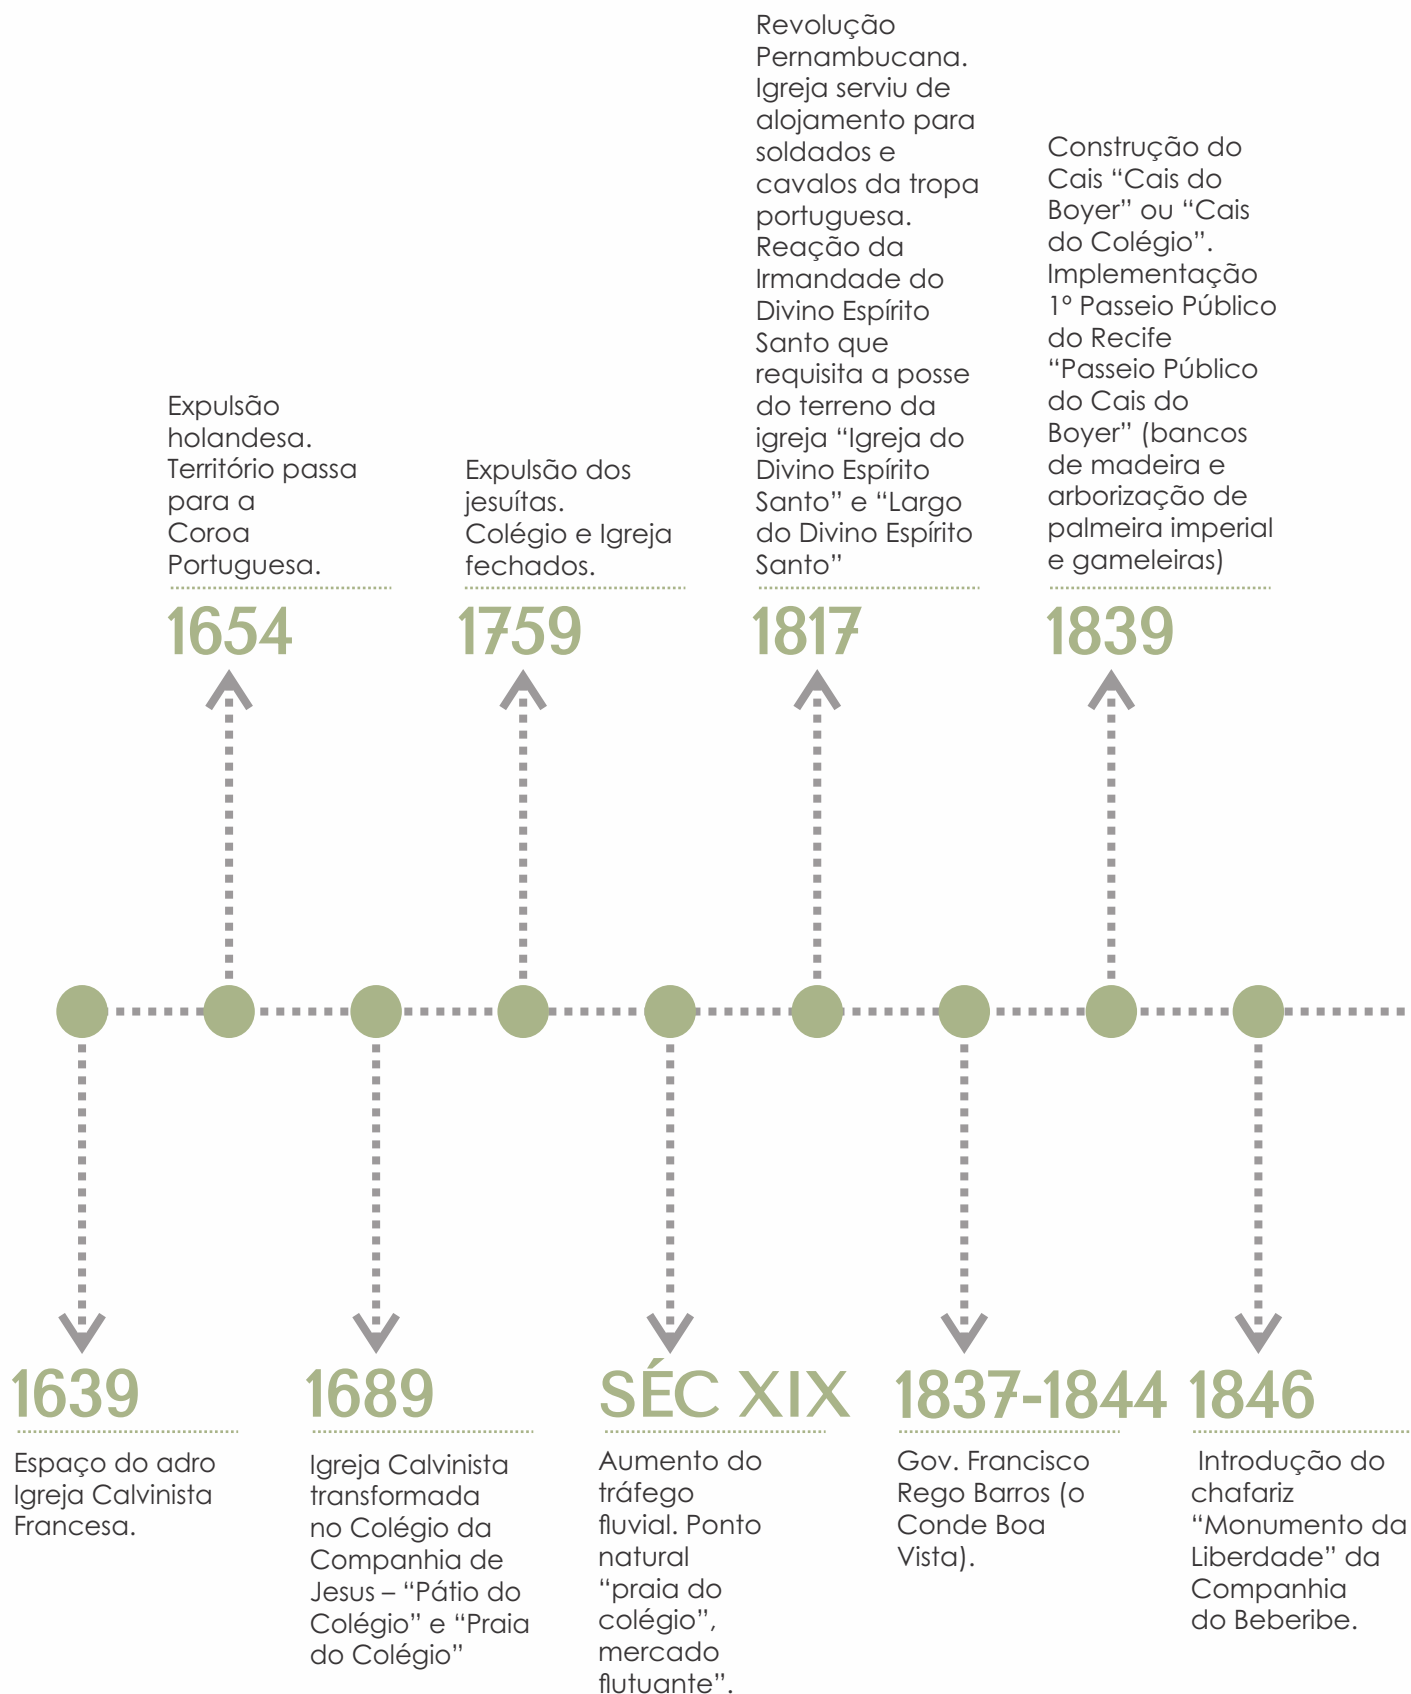 Revolução
Pernambucana.
Igreja serviu de
alojamento para
soldados e
cavalos da tropa
portuguesa.
Reação da
Irmandade do
Divino Espírito
Santo que
requisita a posse
do terreno da
igreja “Igreja do
Divino Espírito
Santo” e “Largo
do Divino Espírito
Santo”
Construção do
Cais “Cais do
Boyer” ou “Cais
do Colégio”.
Implementação
1º Passeio Público
do Recife
“Passeio Público
do Cais do
Boyer” (bancos
de madeira e
arborização de
palmeira imperial
e gameleiras)
Expulsão
holandesa.
Território passa
para a
Coroa
Portuguesa.
Expulsão dos
jesuítas.
Colégio e Igreja
fechados.
1654
1759
1817
1839
1639
Espaço do adro
Igreja Calvinista
Francesa.
1689
Igreja Calvinista
transformada
no Colégio da
Companhia de
Jesus – “Pátio do
Colégio” e “Praia
do Colégio”
SÉC XIX
Aumento do
tráfego
fluvial. Ponto
natural
“praia do
colégio”,
mercado
flutuante”.
1837-1844
Gov. Francisco
Rego Barros (o
Conde Boa
Vista).
1846
Introdução do
chafariz
“Monumento da
Liberdade” da
Companhia
do Beberibe.